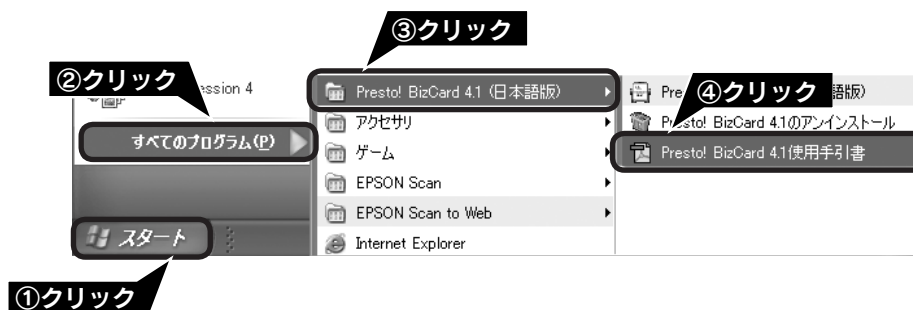 ③クリック
②クリック
ession 4
Presto! BizCard 4.1 (日本語版)
Pre
④クリック
語版)
アクセサリ
Presto! BizCard 4.1のアンインストール
すべてのプログラム(P)
ゲーム
Presto! BizCard 4.1使用手引書
EPSON Scan
EPSON Scan to Web
スタート
Internet Explorer
①クリック